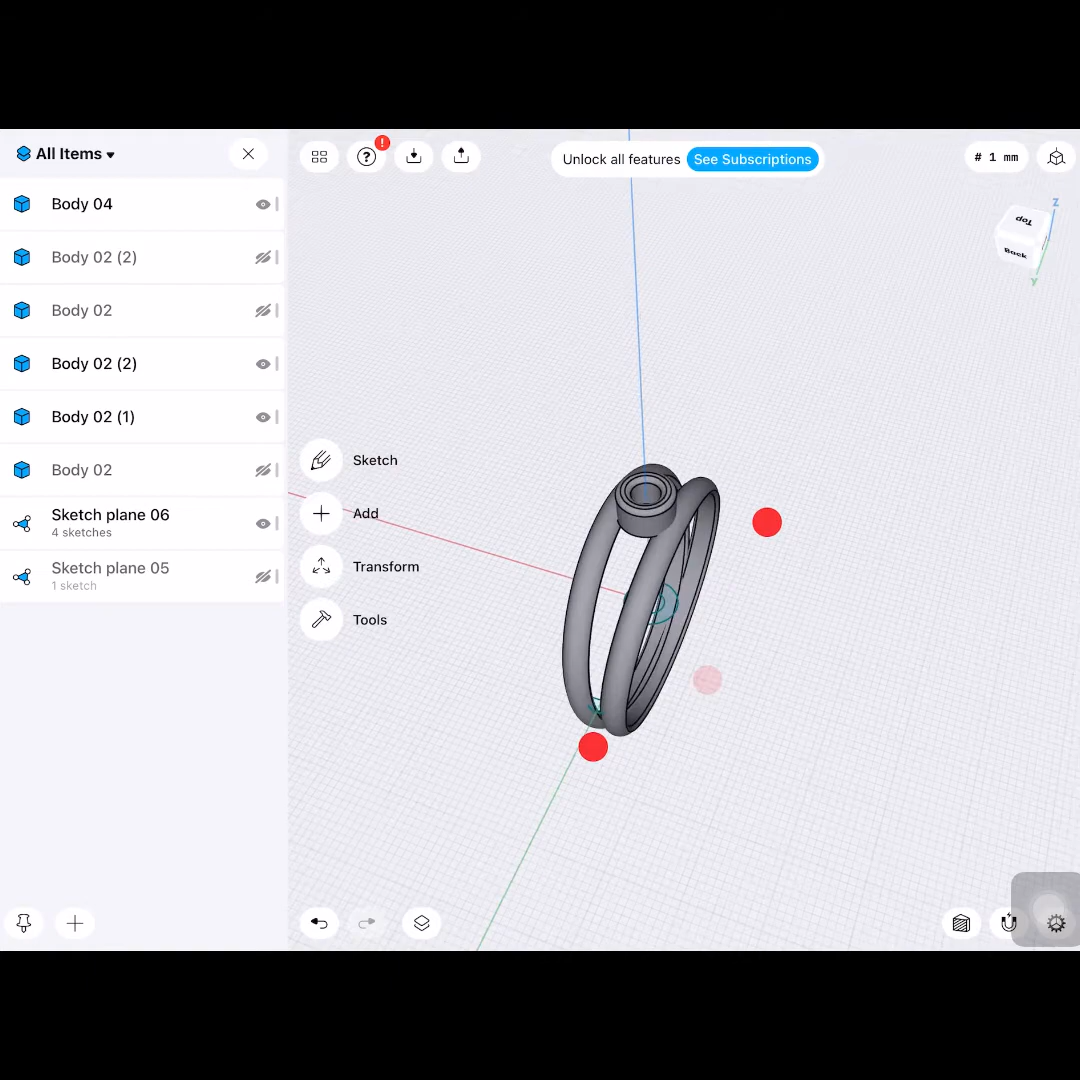 All Items
Body 04
Body 02 (2)
Body 02
Body 02 (2)
Body 02 (1)
Body 02
Sketch plane 06
4 sketches
Sketch plane 05
1 sketch
?
!
Unlock all features See Subscriptions
# 1 mm
Z
Top
Back
Y
Sketch
Add
Transform
Tools